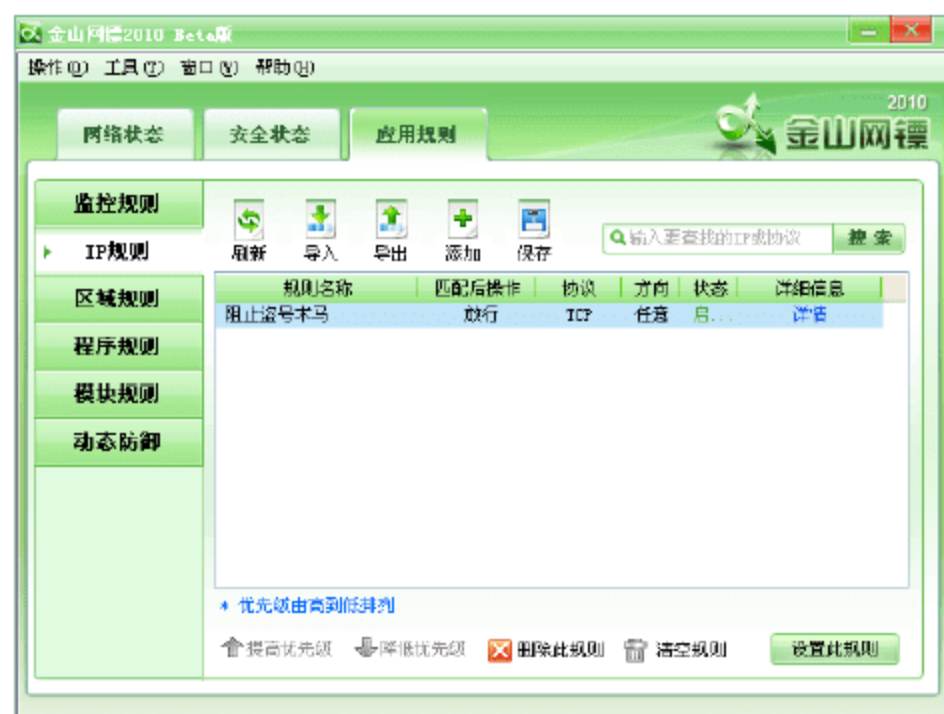 金山网镖2010 Beta版
操作(O) 工具(T) 窗口(W) 帮助(H)
网络状态 安全状态 应用规则
2010
金山网镖
监控规则
IP规则
区域规则
程序规则
模块规则
动态防御
刷新 导入 导出 添加 保存
输入要查找的IP或协议 搜索
规则名称 匹配后操作 协议 方向 状态 详细信息
阻止盗号木马 放行 TCP 任意 启... 详情
* 优先级由高到低排列
提高优先级 降低优先级 删除此规则 清空规则 设置此规则